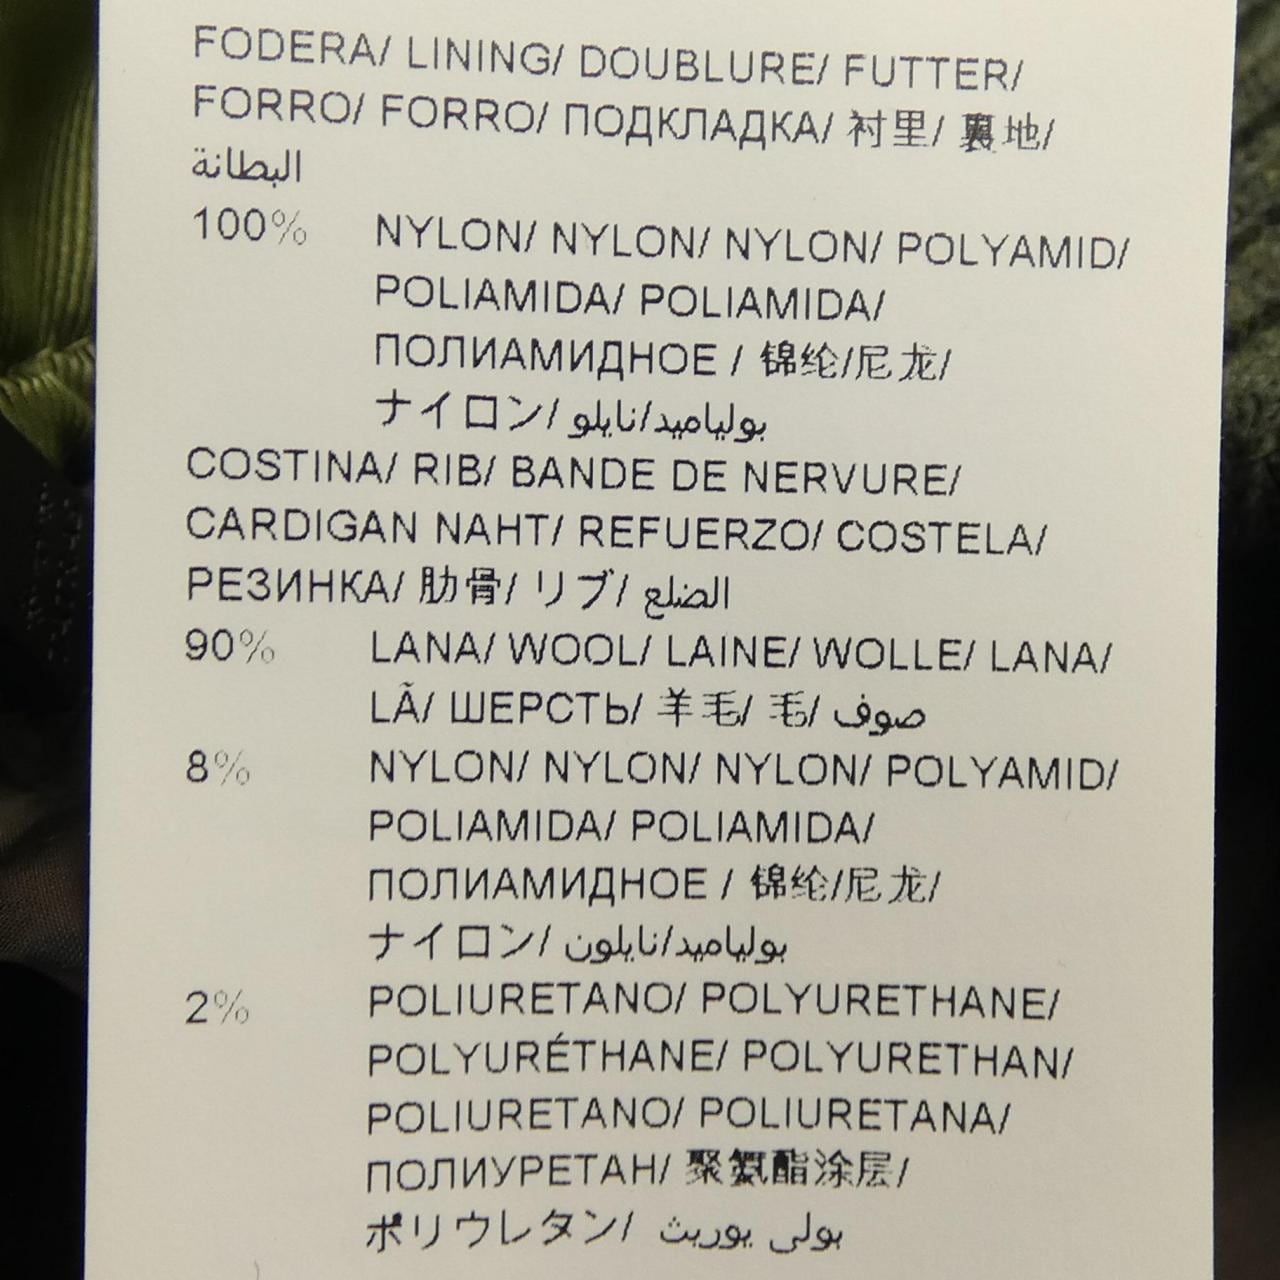 FODERA/ LINING/ DOUBLURE/ FUTTER/
FORRO/ FORRO/ ПОДКЛАДКА/ 衬里/ 裏地/
البطانة
100% NYLON/ NYLON/ NYLON/ POLYAMID/
POLIAMIDA/ POLIAMIDA/
ПОЛИАМИДНОЕ / 锦纶/尼龙/
ナイロン/ بولياميد/نايلو
COSTINA/ RIB/ BANDE DE NERVURE/
CARDIGAN NAHT/ REFUERZO/ COSTELA/
РЕЗИНКА/ 肋骨/ リブ/ الضلع
90% LANA/ WOOL/ LAINE/ WOLLE/ LANA/
LÃ/ ШЕРСТЬ/ 羊毛/ 毛/ صوف
8% NYLON/ NYLON/ NYLON/ POLYAMID/
POLIAMIDA/ POLIAMIDA/
ПОЛИАМИДНОЕ / 锦纶/尼龙/
ナイロン/ بولياميد/نايلون
2% POLIURETANO/ POLYURETHANE/
POLYURÉTHANE/ POLYURETHAN/
POLIURETANO/ POLIURETANA/
ПОЛИУРЕТАН/ 聚氨酯涂层/
ポリウレタン/ بولى يوريث